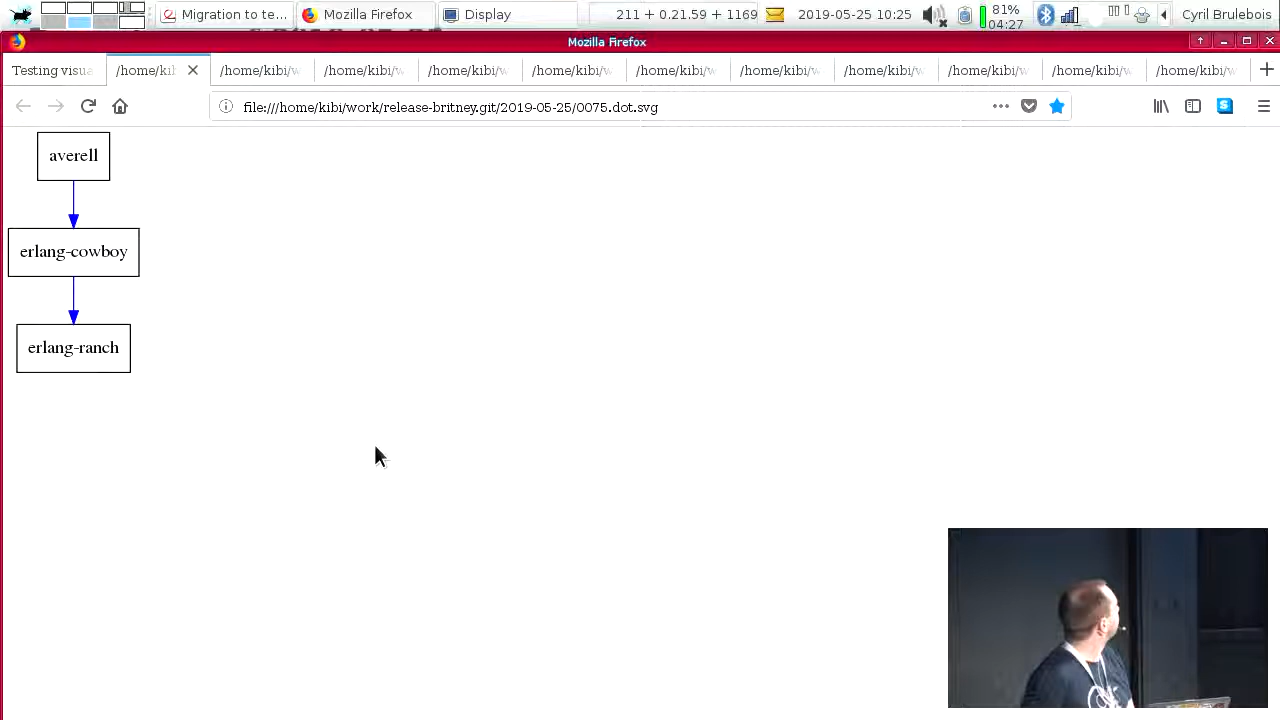 Migration to te...
Mozilla Firefox
Display
211 + 0.21.59 + 1.169
2019-05-25 10:25
81%
04:27
Cyril Brulebois
Mozilla Firefox
Testing visua
/home/kib
/home/kibi/w
/home/kibi/w
/home/kibi/w
/home/kibi/w
/home/kibi/w
/home/kibi/w
/home/kibi/w
/home/kibi/w
/home/kibi/w
/home/kibi/w
file:///home/kibi/work/release-britney.git/2019-05-25/0075.dot.svg
averell
erlang-cowboy
erlang-ranch